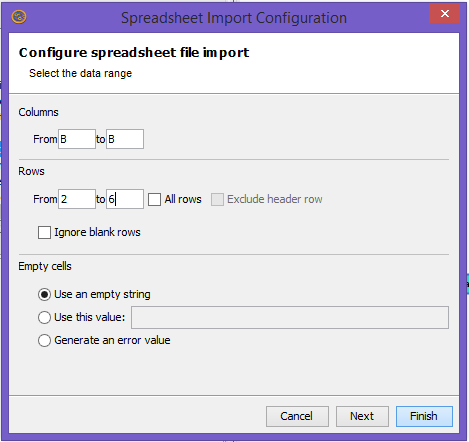 Spreadsheet Import Configuration
Configure spreadsheet file import
Select the data range
Columns
From B to B
Rows
From 2 to 6 All rows Exclude header row
Ignore blank rows
Empty cells
Use an empty string
Use this value:
Generate an error value
Cancel Next Finish